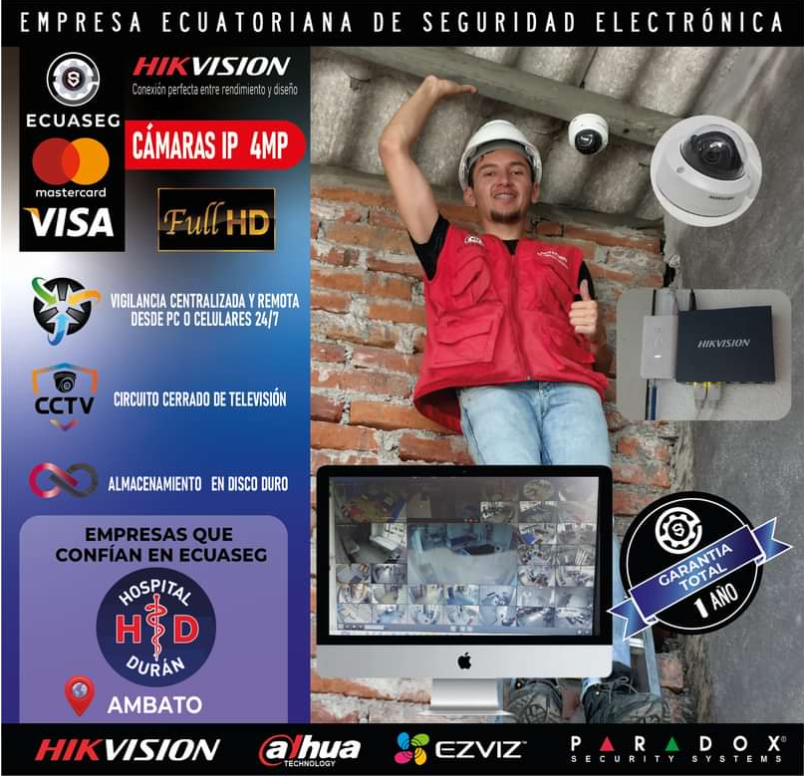 EMPRESA ECUATORIANA DE SEGURIDAD ELECTRÓNICA
ECUASEG
HIKVISION
Conexión perfecta entre rendimiento y diseño
CÁMARAS IP 4MP
mastercard
VISA
Full HD
VIGILANCIA CENTRALIZADA Y REMOTA
DESDE PC O CELULARES 24/7
CCTV
CIRCUITO CERRADO DE TELEVISIÓN
ALMACENAMIENTO EN DISCO DURO
EMPRESAS QUE
CONFÍAN EN ECUASEG
HOSPITAL
H D
DURÁN
AMBATO
HIKVISION
GARANTIA
TOTAL
1 AÑO
HIKVISION
alhua
TECHNOLOGY
EZVIZ
PARADOX®
SECURITY SYSTEMS